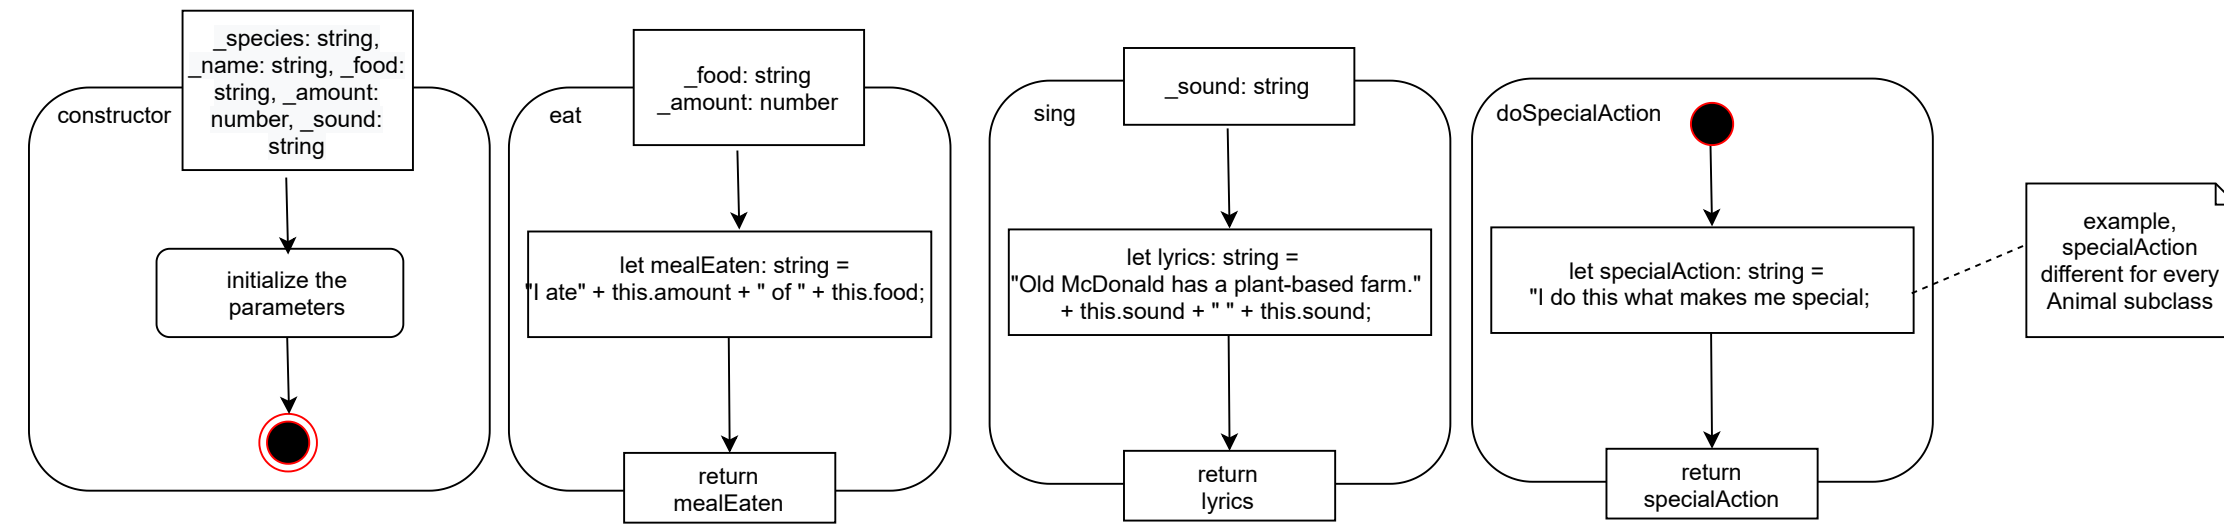 constructor
_species: string,
_name: string, _food:
string, _amount:
number, _sound:
string
initialize the
parameters
eat
_food: string
_amount: number
let mealEaten: string =
"I ate" + this.amount + " of " + this.food;
return
mealEaten
sing
_sound: string
let lyrics: string =
"Old McDonald has a plant-based farm."
+ this.sound + " " + this.sound;
return
lyrics
doSpecialAction
let specialAction: string =
"I do this what makes me special;
return
specialAction
example,
specialAction
different for every
Animal subclass